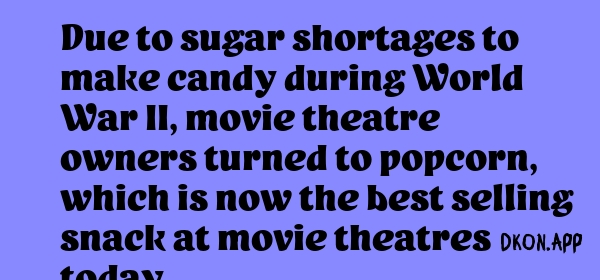 Due to sugar shortages to
make candy during World
War II, movie theatre
owners turned to popcorn,
which is now the best selling
snack at movie theatres DKON.APP
today